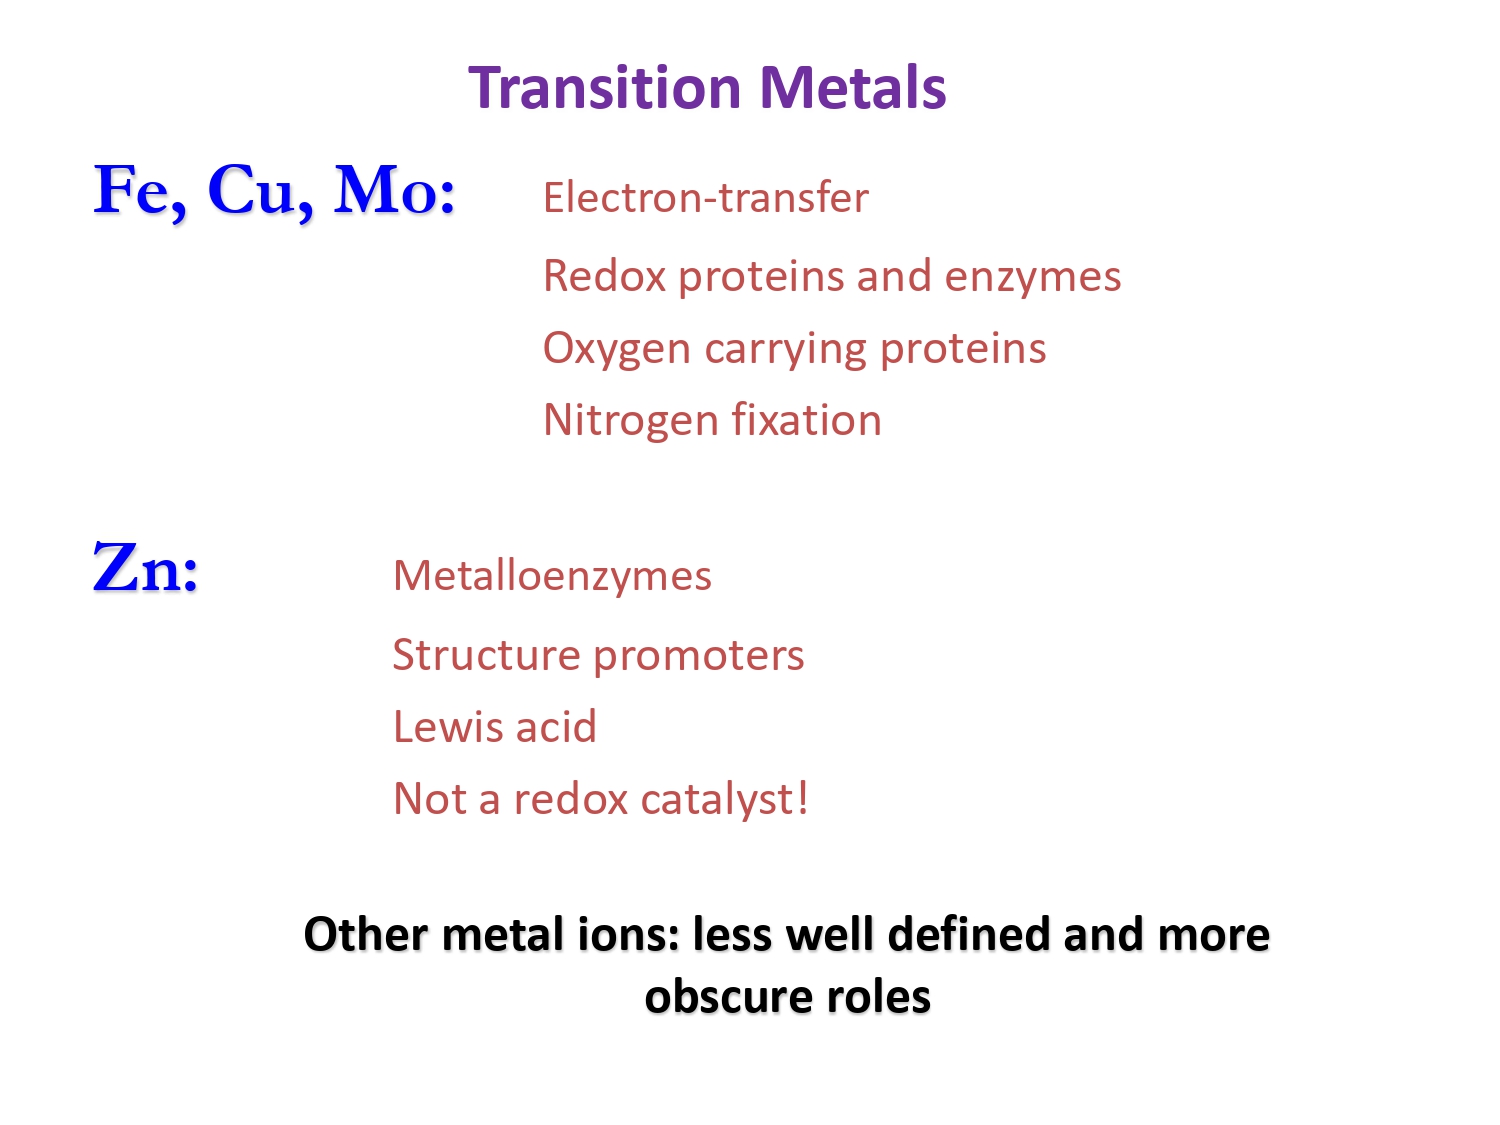 Transition Metals
Fe, Cu, Mo: Electron-transfer
Redox proteins and enzymes
Oxygen carrying proteins
Nitrogen fixation
Zn: Metalloenzymes
Structure promoters
Lewis acid
Not a redox catalyst!
Other metal ions: less well defined and more
obscure roles